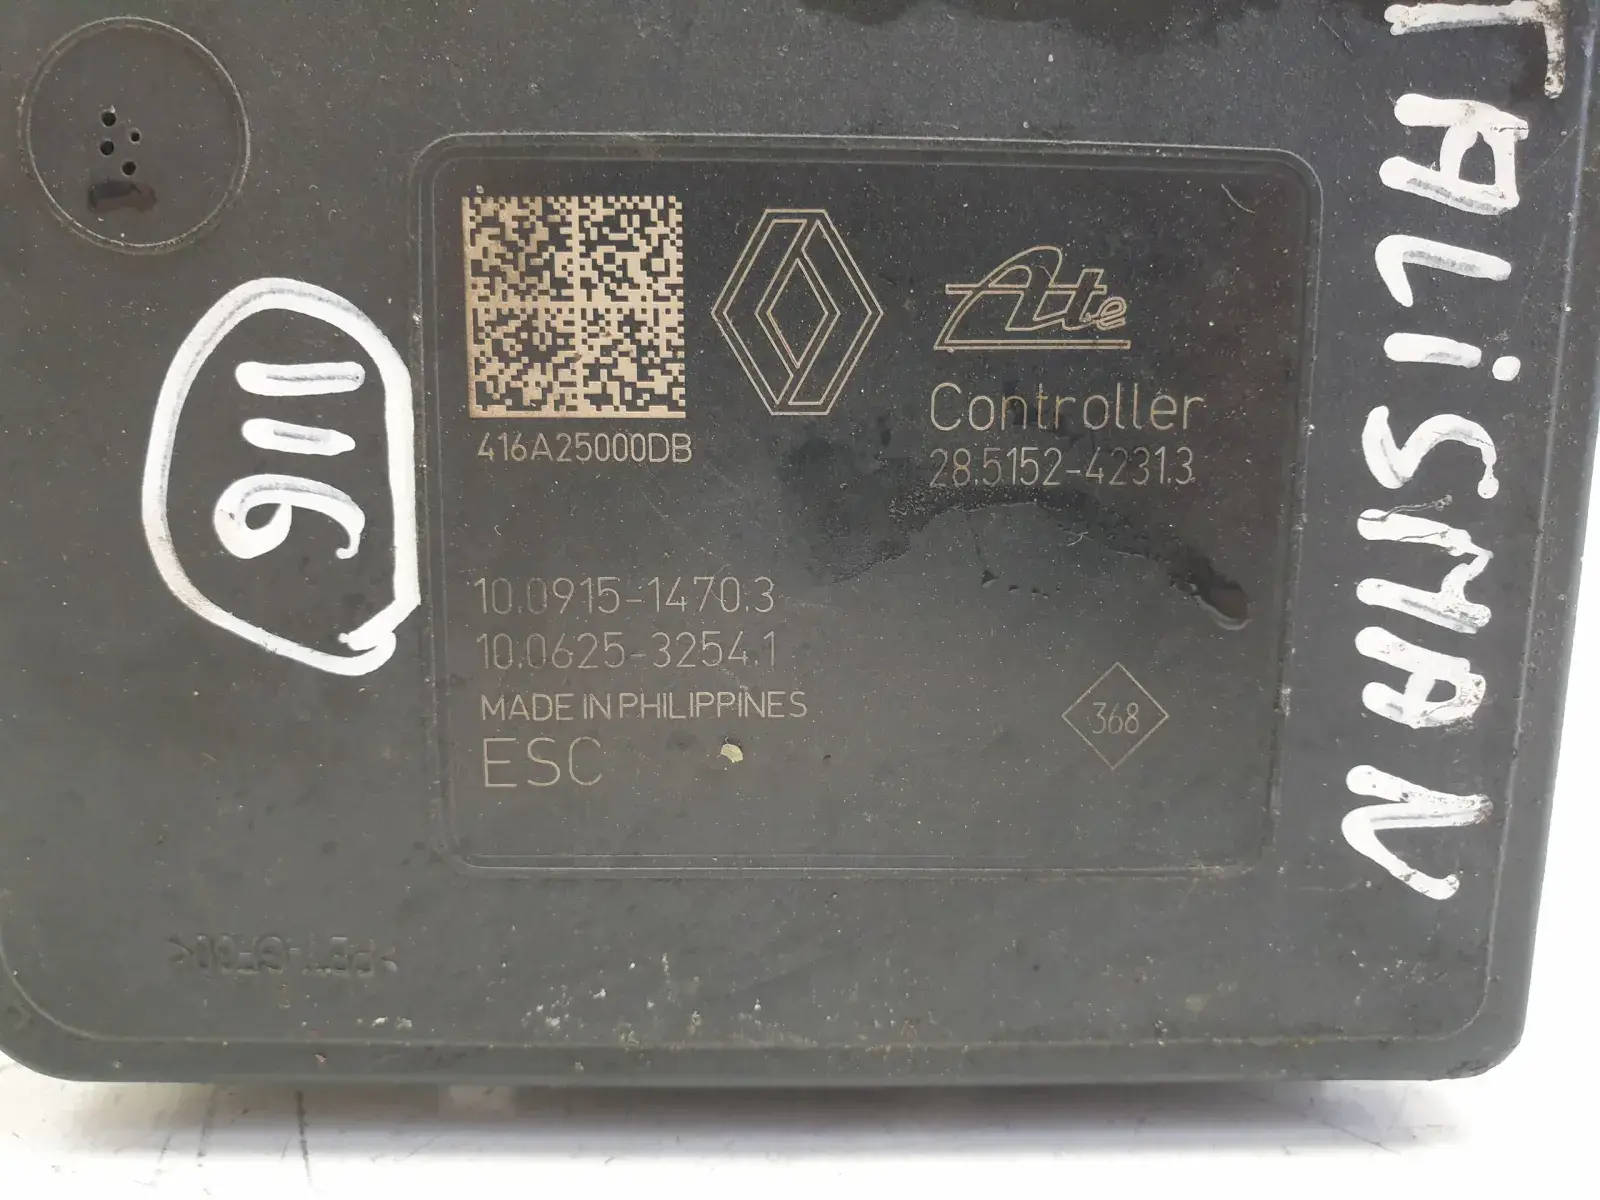 Ate
Controller
28.5152-4231.3
416A25000DB
10.0915-1470.3
10.0625-3254.1
MADE IN PHILIPPINES
ESC
368
911
TALiSMAN